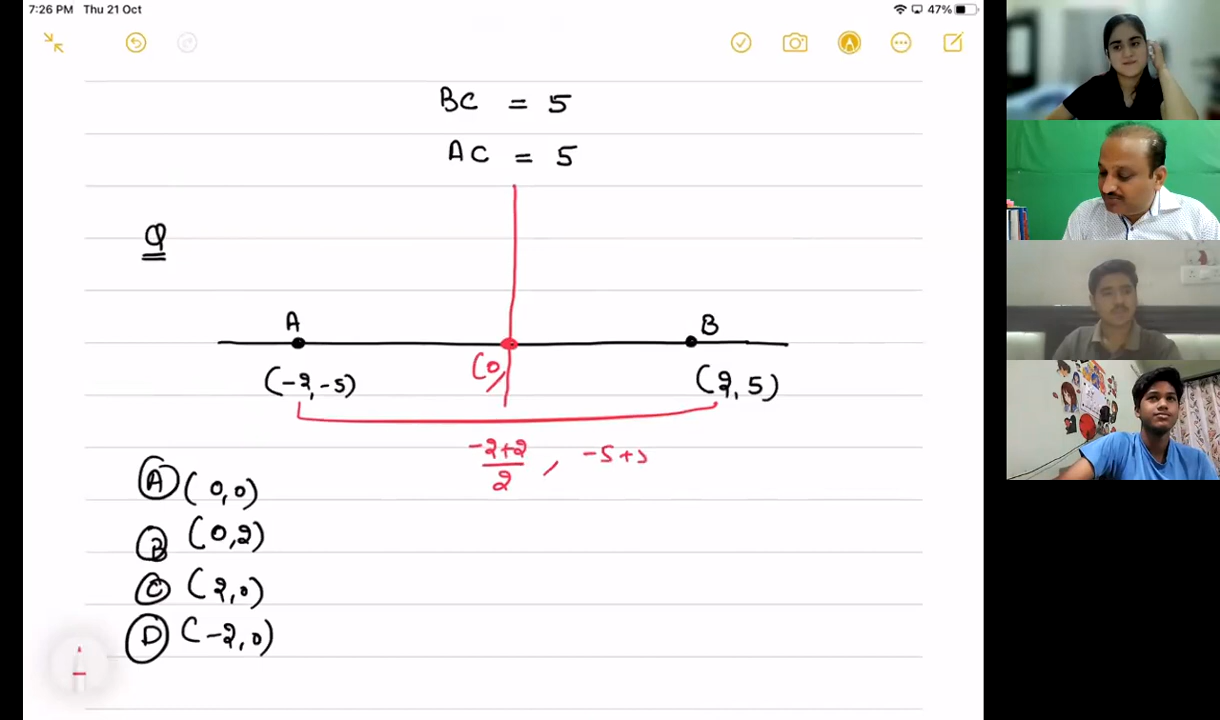 7:26 PM Thu 21 Oct 47%
BC = 5
AC = 5
Q
A B
(-2,-5) (0, (2,5)
-2+2/2 , -5+5
A (0,0)
B (0,2)
C (2,0)
D (-2,0)